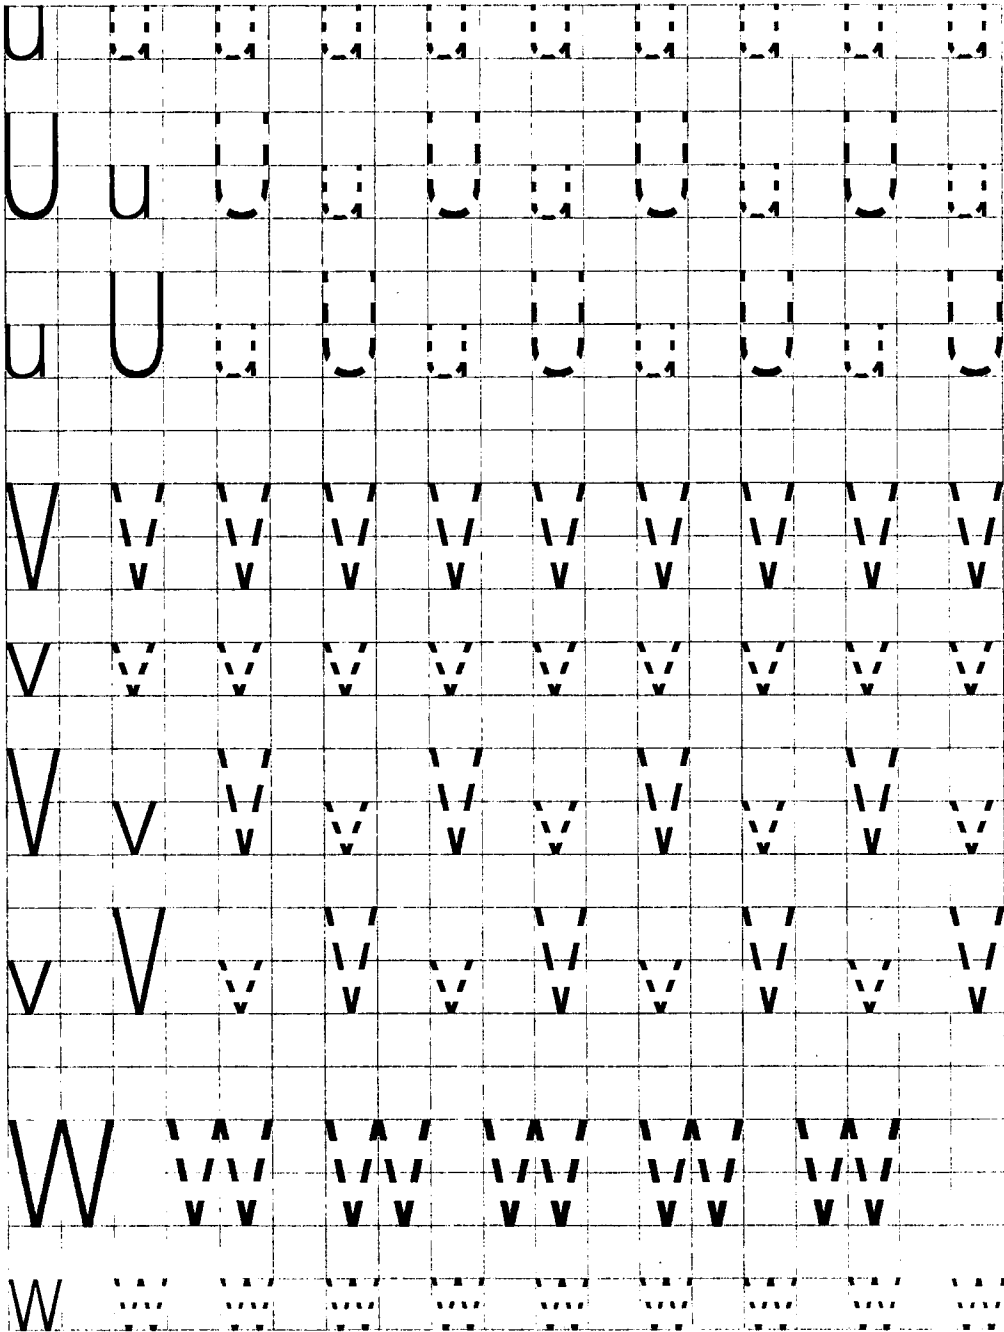 u u u u u u u u u u
U u U u U u U u U u
u U u U u U u U u U
V V V V V V V V V V
v v v v v v v v v v
V v V v V v V v V v
v V v V v V v V v V
W W W W W W
w w w w w w w w w w